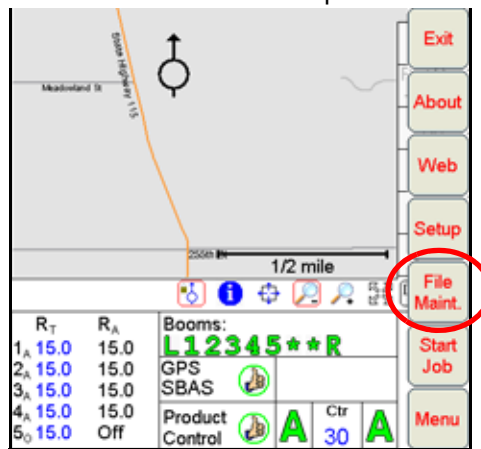 Exit
State Highway 115
Meadowland St
About
Web
Setup
255th
1/2 mile
File
Maint.
Start
Job
Menu
RT RA
1A 15.0 15.0
2A 15.0 15.0
3A 15.0 15.0
4A 15.0 15.0
5O 15.0 Off
Booms:
L12345**R
GPS
SBAS
Product
Control
A
Ctr
30
A